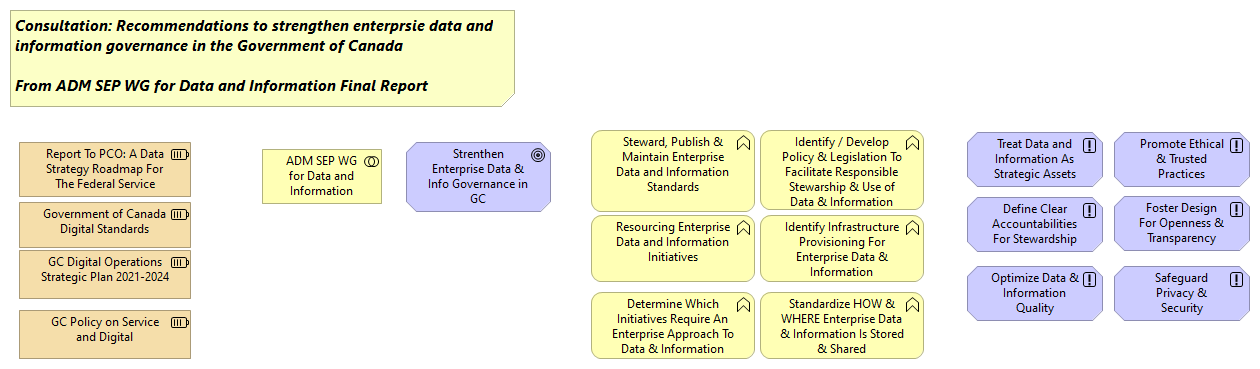 Consultation: Recommendations to strengthen enterprsie data and
information governance in the Government of Canada
From ADM SEP WG for Data and Information Final Report
Report To PCO: A Data
Strategy Roadmap For
The Federal Service
Government of Canada
Digital Standards
GC Digital Operations
Strategic Plan 2021-2024
GC Policy on Service
and Digital
ADM SEP WG
for Data and
Information
Strenthen
Enterprise Data &
Info Governance in
GC
Steward, Publish &
Maintain Enterprise
Data and Information
Standards
Identify / Develop
Policy & Legislation To
Facilitate Responsible
Stewarship & Use of
Data & Information
Resourcing Enterprise
Data and Information
Initiatives
Identify Infrastructure
Provisioning For
Enterprise Data &
Information
Determine Which
Initiatives Require An
Enterprise Approach To
Data & Information
Standardize HOW &
WHERE Enterprise Data
& Information Is Stored
& Shared
Treat Data and
Information As
Strategic Assets
Promote Ethical
& Trusted
Practices
Define Clear
Accountabilities
For Stewardship
Foster Design
For Openness &
Transparency
Optimize Data &
Information
Quality
Safeguard
Privacy &
Security